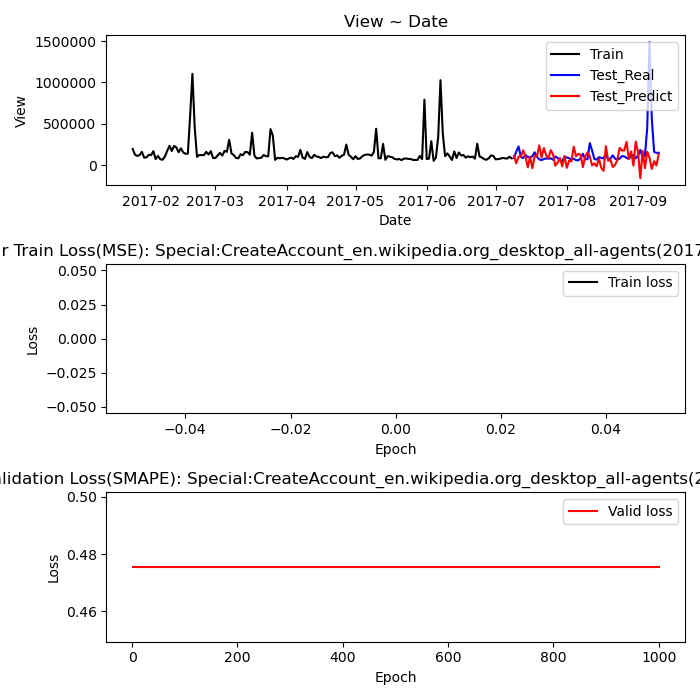 View ~ Date
1500000
1000000
500000
0
View
Train
Test_Real
Test_Predict
2017-02 2017-03 2017-04 2017-05 2017-06 2017-07 2017-08 2017-09
Date
r Train Loss(MSE): Special:CreateAccount_en.wikipedia.org_desktop_all-agents(2017
0.050
0.025
0.000
−0.025
−0.050
Loss
Train loss
−0.04 −0.02 0.00 0.02 0.04
Epoch
alidation Loss(SMAPE): Special:CreateAccount_en.wikipedia.org_desktop_all-agents(2
0.50
0.48
0.46
Loss
Valid loss
0 200 400 600 800 1000
Epoch